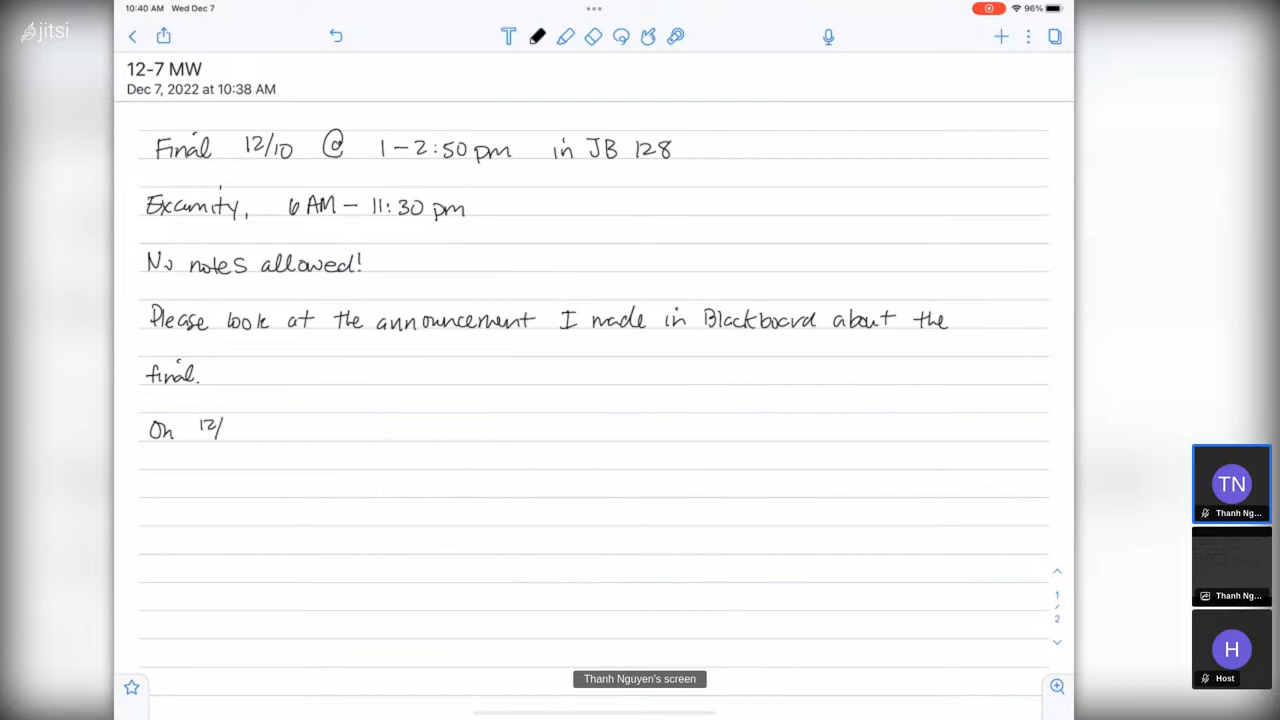 10:40 AM Wed Dec 7
96%
jitsi
12-7 MW
Dec 7, 2022 at 10:38 AM
Final 12/10 @ 1-2:50 pm in JB 128
Examity, 6 AM - 11:30 pm
No notes allowed!
Please look at the announcement I made in Blackboard about the
final.
On 12/
1
/
2
TN
Thanh Ng...
Thanh Ng...
H
Host
Thanh Nguyen's screen